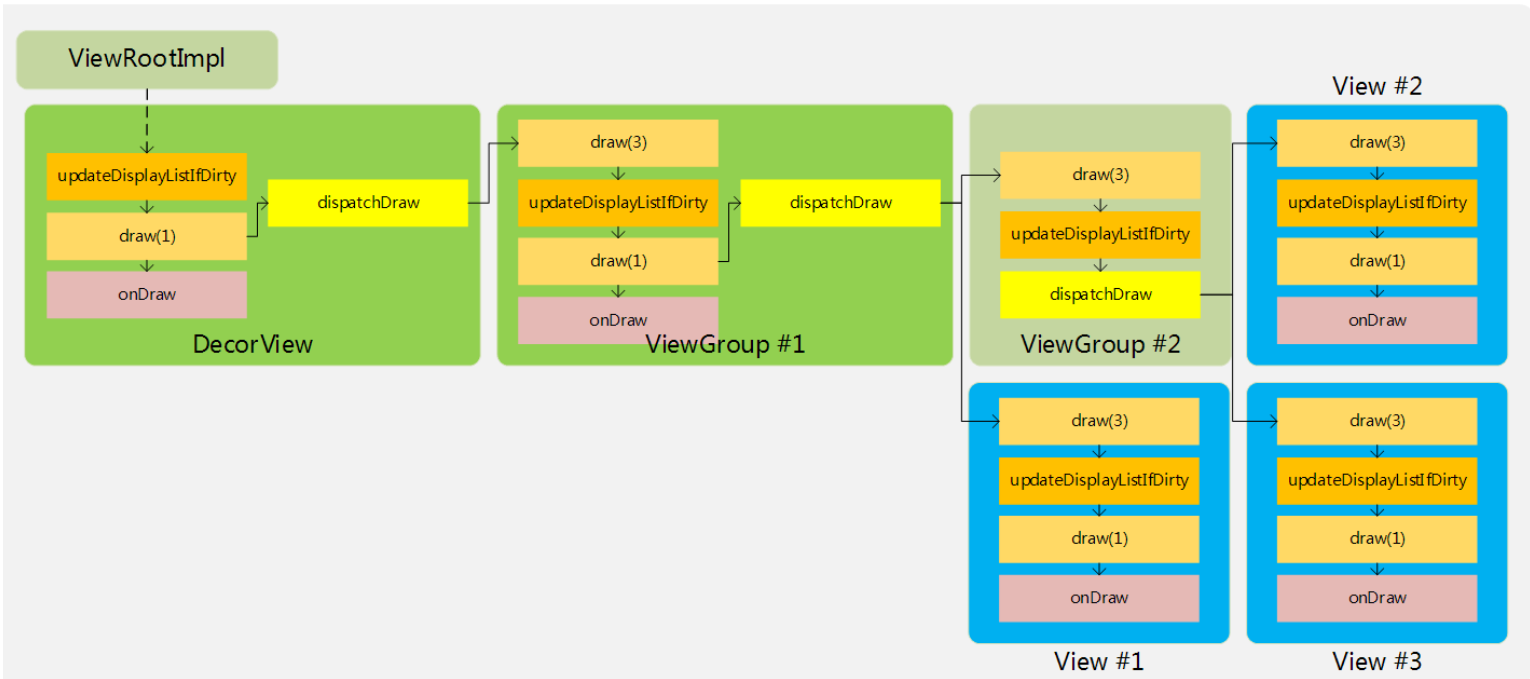 ViewRootImpl
updateDisplayListIfDirty
draw(1)
onDraw
dispatchDraw
DecorView
draw(3)
updateDisplayListIfDirty
draw(1)
onDraw
dispatchDraw
ViewGroup #1
draw(3)
updateDisplayListIfDirty
dispatchDraw
ViewGroup #2
View #2
draw(3)
updateDisplayListIfDirty
draw(1)
onDraw
draw(3)
updateDisplayListIfDirty
draw(1)
onDraw
View #1
draw(3)
updateDisplayListIfDirty
draw(1)
onDraw
View #3